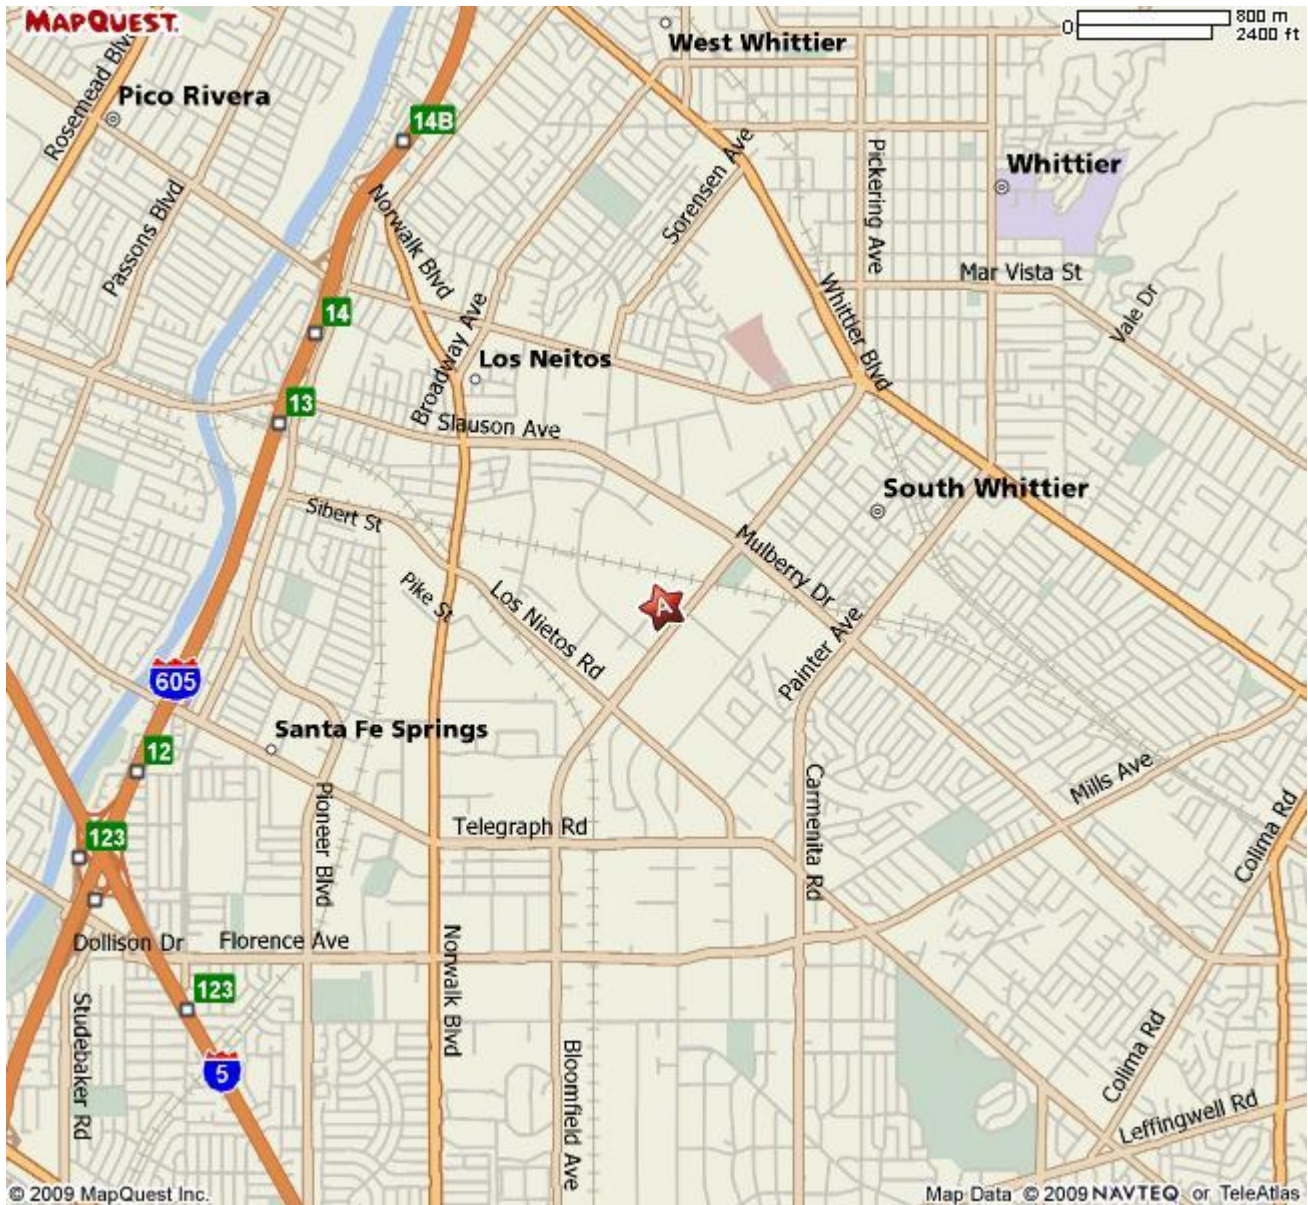 MAPQUEST.
0
800 m
2400 ft
West Whittier
Rosemead Blvd
Pico Rivera
14B
Sorensen Ave
Pickering Ave
Whittier
Passons Blvd
Norwalk Blvd
Mar Vista St
Whittier Blvd
Vale Dr
14
Broadway Ave
Los Neitos
13
Slauson Ave
South Whittier
Sibert St
Mulberry Dr
Pike St
Los Nietos Rd
A
Painter Ave
605
Santa Fe Springs
12
Pioneer Blvd
Carmenita Rd
Mills Ave
Colima Rd
123
Telegraph Rd
Dollison Dr
Florence Ave
Norwalk Blvd
123
Studebaker Rd
5
Bloomfield Ave
Colima Rd
Leffingwell Rd
© 2009 MapQuest Inc.
Map Data © 2009 NAVTEQ or TeleAtlas